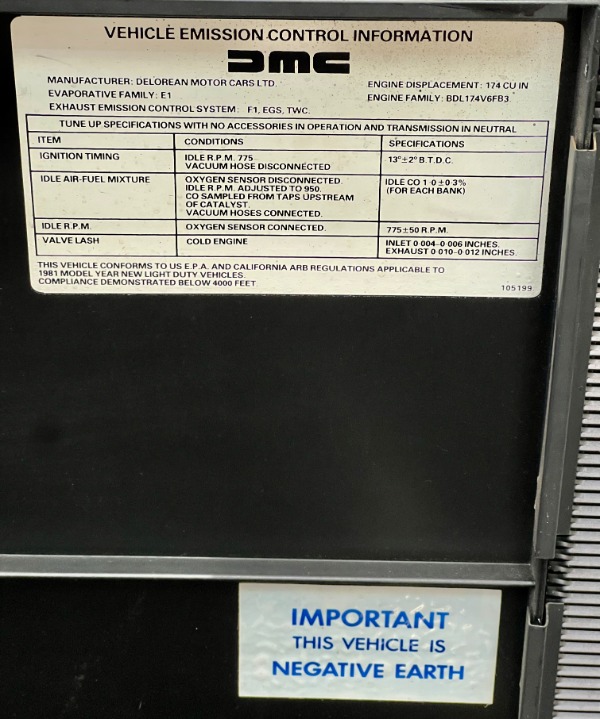 VEHICLE EMISSION CONTROL INFORMATION
DMC
MANUFACTURER: DELOREAN MOTOR CARS LTD.
EVAPORATIVE FAMILY: E1
EXHAUST EMISSION CONTROL SYSTEM: F1, EGS, TWC.
ENGINE DISPLACEMENT: 174 CU IN
ENGINE FAMILY: BDL174V6FB3
TUNE UP SPECIFICATIONS WITH NO ACCESSORIES IN OPERATION AND TRANSMISSION IN NEUTRAL
ITEM CONDITIONS SPECIFICATIONS
IGNITION TIMING IDLE R.P.M. 775 13°±2° B.T.D.C.
VACUUM HOSE DISCONNECTED
IDLE AIR-FUEL MIXTURE OXYGEN SENSOR DISCONNECTED. IDLE CO 1·0±0·3%
IDLE R.P.M. ADJUSTED TO 950. (FOR EACH BANK)
CO SAMPLED FROM TAPS UPSTREAM
OF CATALYST.
VACUUM HOSES CONNECTED.
IDLE R.P.M. OXYGEN SENSOR CONNECTED. 775±50 R.P.M.
VALVE LASH COLD ENGINE INLET 0·004-0·006 INCHES.
EXHAUST 0·010-0·012 INCHES.
THIS VEHICLE CONFORMS TO US E.P.A. AND CALIFORNIA ARB REGULATIONS APPLICABLE TO
1981 MODEL YEAR NEW LIGHT DUTY VEHICLES.
COMPLIANCE DEMONSTRATED BELOW 4000 FEET
105199
IMPORTANT
THIS VEHICLE IS
NEGATIVE EARTH